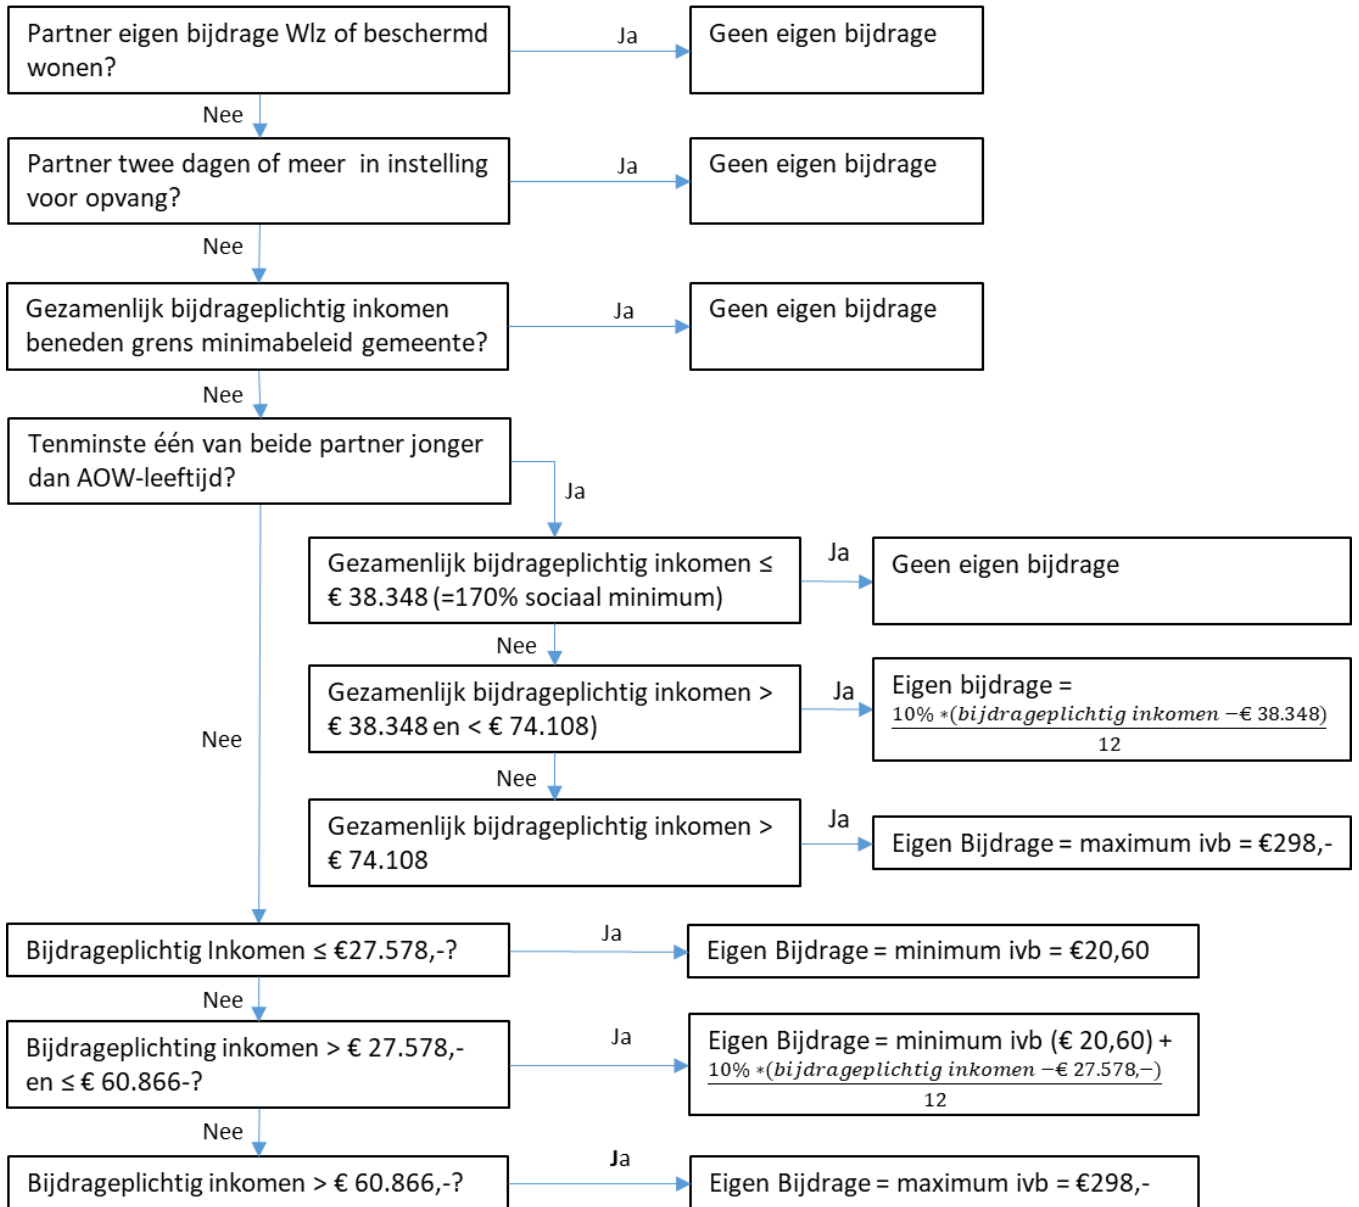 Partner eigen bijdrage Wlz of beschermd
wonen?
Ja
Geen eigen bijdrage
Nee
Partner twee dagen of meer in instelling
voor opvang?
Ja
Geen eigen bijdrage
Nee
Gezamenlijk bijdrageplichtig inkomen
beneden grens minimabeleid gemeente?
Ja
Geen eigen bijdrage
Nee
Tenminste één van beide partner jonger
dan AOW-leeftijd?
Ja
Gezamenlijk bijdrageplichtig inkomen ≤
€ 38.348 (=170% sociaal minimum)
Ja
Geen eigen bijdrage
Nee
Gezamenlijk bijdrageplichtig inkomen >
€ 38.348 en < € 74.108)
Ja
Eigen bijdrage =
10% *(bijdrageplichtig inkomen −€ 38.348)
12
Nee
Nee
Gezamenlijk bijdrageplichtig inkomen >
€ 74.108
Ja
Eigen Bijdrage = maximum ivb = €298,-
Bijdrageplichtig Inkomen ≤ €27.578,-?
Ja
Eigen Bijdrage = minimum ivb = €20,60
Nee
Bijdrageplichting inkomen > € 27.578,-
en ≤ € 60.866-?
Ja
Eigen Bijdrage = minimum ivb (€ 20,60) +
10% *(bijdrageplichtig inkomen −€ 27.578,−)
12
Nee
Bijdrageplichtig inkomen > € 60.866,-?
Ja
Eigen Bijdrage = maximum ivb = €298,-